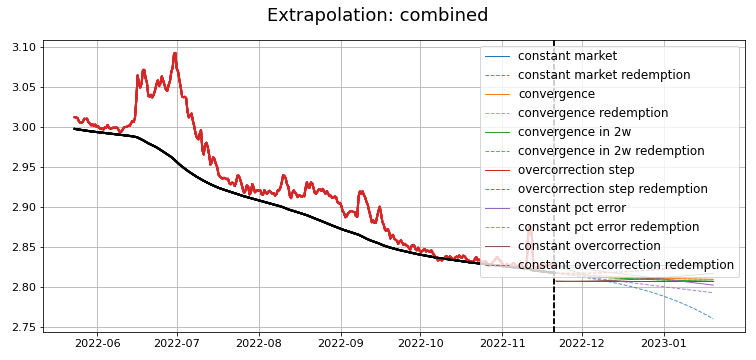 Extrapolation: combined
3.10
3.05
3.00
2.95
2.90
2.85
2.80
2.75
constant market
constant market redemption
convergence
convergence redemption
convergence in 2w
convergence in 2w redemption
overcorrection step
overcorrection step redemption
constant pct error
constant pct error redemption
constant overcorrection
constant overcorrection redemption
2022-06 2022-07 2022-08 2022-09 2022-10 2022-11 2022-12 2023-01